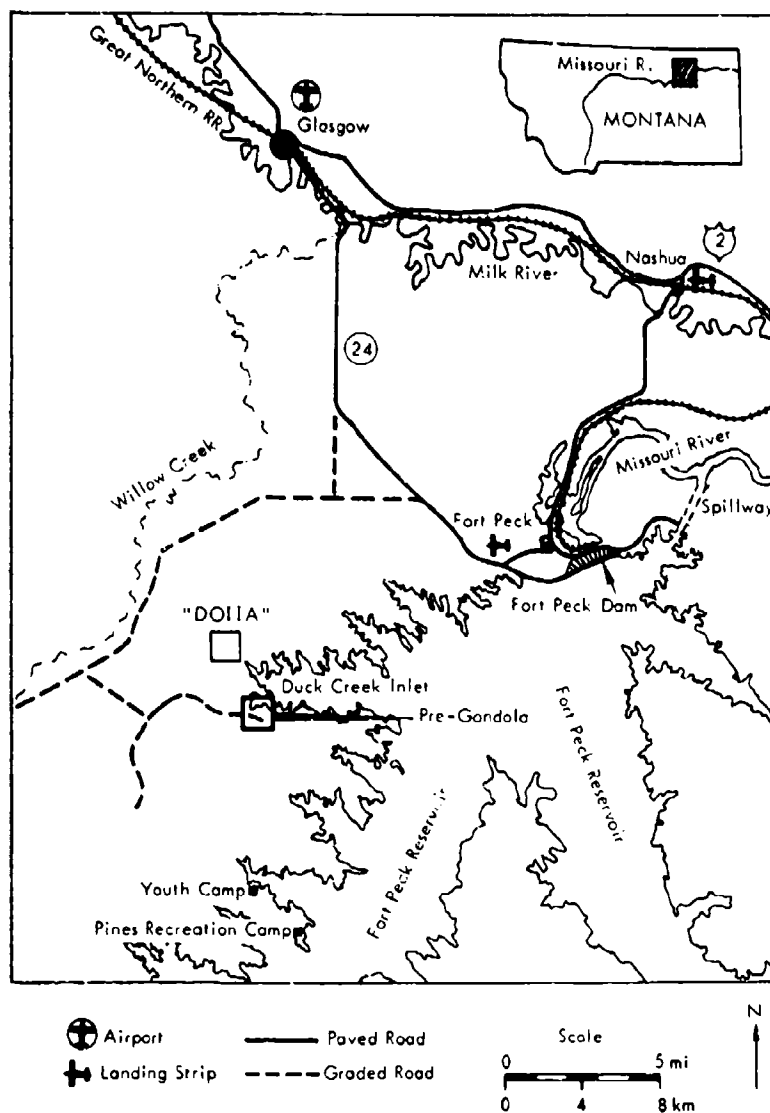 Great Northern RR
Glasgow
Missouri R.
MONTANA
2
Nashua
Milk River
24
Willow Creek
Missouri River
Spillway
Fort Peck
Fort Peck Dam
"DOIIA"
Duck Creek Inlet
Pre-Gondola
Fort Peck Reservoir
Fort Peck Reservoir
Youth Camp
Pines Recreation Camp
Airport
Paved Road
Scale
N
Landing Strip
Graded Road
0 5 mi
0 4 8 km